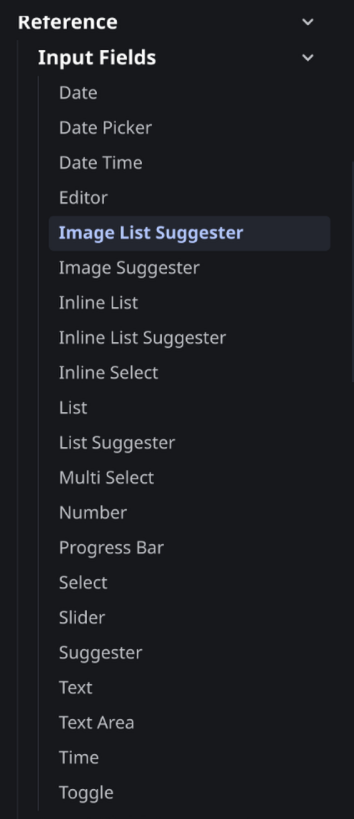 Reference
Input Fields
Date
Date Picker
Date Time
Editor
Image List Suggester
Image Suggester
Inline List
Inline List Suggester
Inline Select
List
List Suggester
Multi Select
Number
Progress Bar
Select
Slider
Suggester
Text
Text Area
Time
Toggle